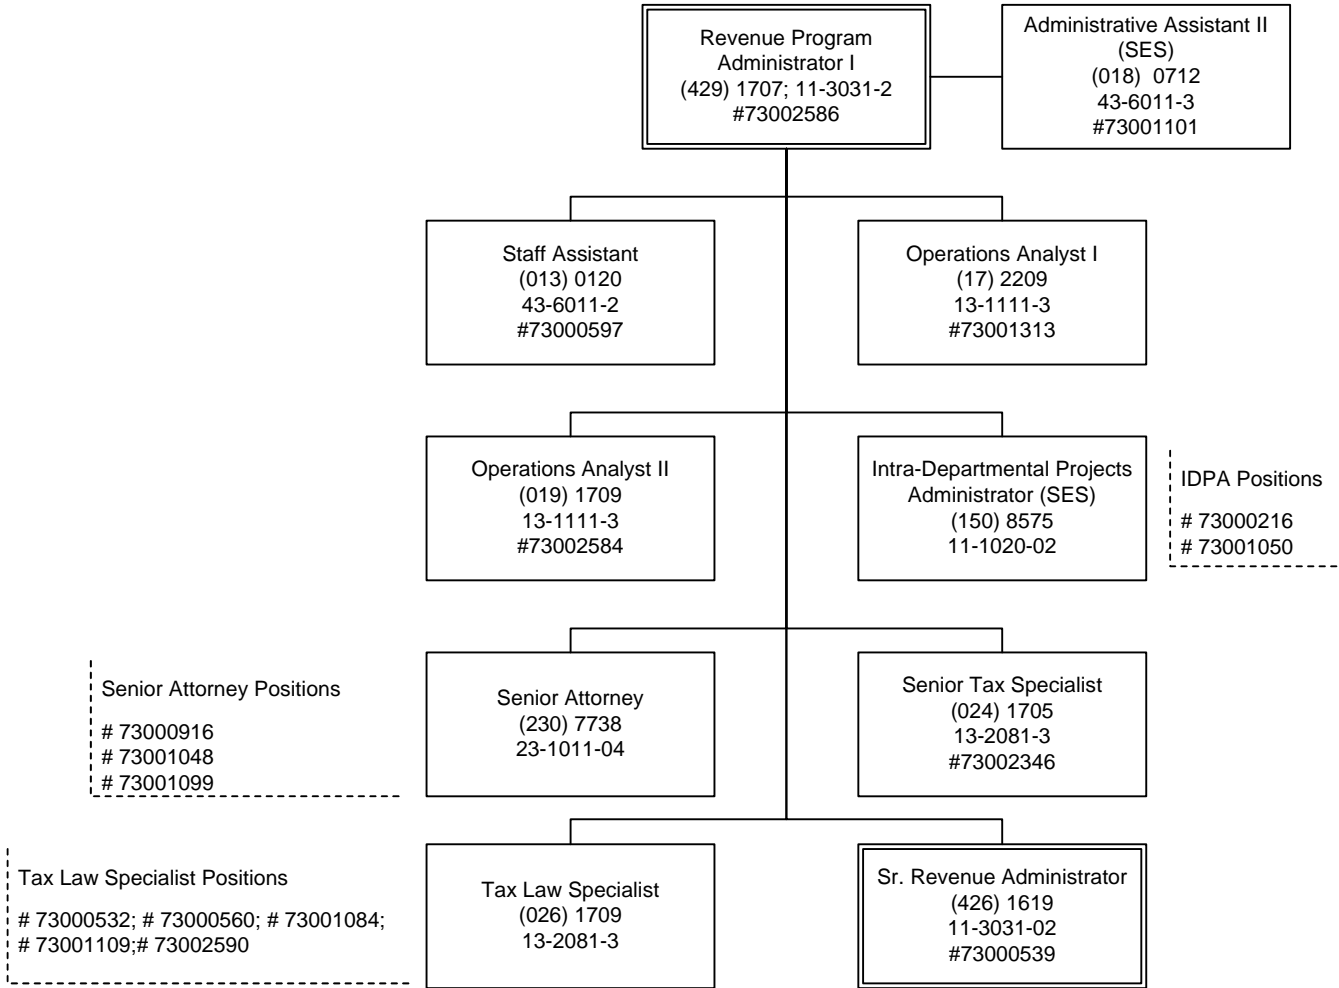 Revenue Program
Administrator I
(429) 1707; 11-3031-2
#73002586
Administrative Assistant II
(SES)
(018)  0712
43-6011-3
#73001101
Staff Assistant
(013) 0120
43-6011-2
#73000597
Operations Analyst I
(17) 2209
13-1111-3
#73001313
Operations Analyst II
(019) 1709
13-1111-3
#73002584
Intra-Departmental Projects
Administrator (SES)
(150) 8575
11-1020-02
IDPA Positions
# 73000216
# 73001050
Senior Attorney Positions
# 73000916
# 73001048
# 73001099
Senior Attorney
(230) 7738
23-1011-04
Senior Tax Specialist
(024) 1705
13-2081-3
#73002346
Tax Law Specialist Positions
# 73000532; # 73000560; # 73001084;
# 73001109;# 73002590
Tax Law Specialist
(026) 1709
13-2081-3
Sr. Revenue Administrator
(426) 1619
11-3031-02
#73000539